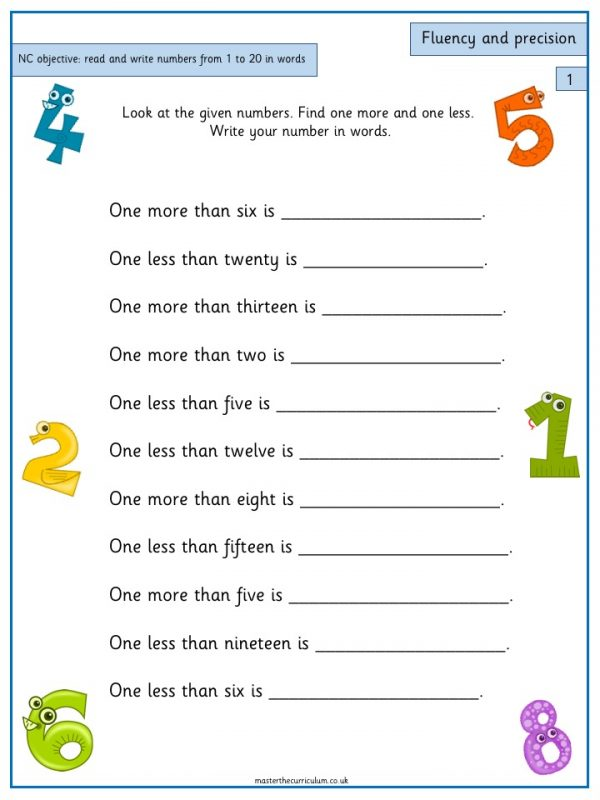 Fluency and precision
NC objective: read and write numbers from 1 to 20 in words
1
Look at the given numbers. Find one more and one less.
Write your number in words.
4
5
One more than six is ____________________.
One less than twenty is __________________.
One more than thirteen is __________________.
One more than two is _____________________.
One less than five is ______________________.
2
1
One less than twelve is ____________________.
One more than eight is ____________________.
One less than fifteen is _____________________.
One more than five is ______________________.
One less than nineteen is ___________________.
One less than six is _____________________.
6
8
masterthecurriculum.co.uk